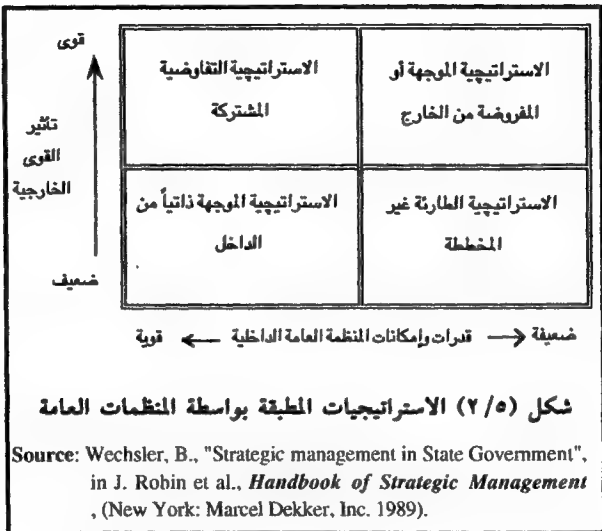 قوى
تأثير
القوى
الخارجية
ضعيف
الاستراتيجية الموجهة أو
المفروضة من الخارج
الاستراتيجية التفاوضية
المشتركة
الاستراتيجية الطارئة غير
المخططة
الاستراتيجية الموجهة ذاتياً من
الداخل
ضعيفة ← قدرات وإمكانات المنظمة العامة الداخلية → قوية
شكل (٢/٥) الاستراتيجيات المطبقة بواسطة المنظمات العامة
Source: Wechsler, B., "Strategic management in State Government",
in J. Robin et al., Handbook of Strategic Management
, (New York: Marcel Dekker, Inc. 1989).